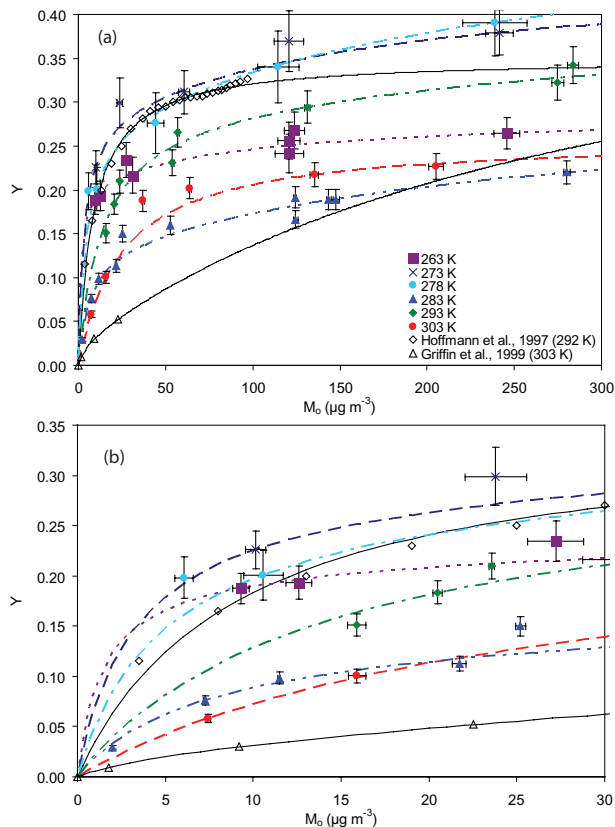 (a)
0.40
0.35
0.30
0.25
0.20
0.15
0.10
0.05
0.00
Y
263 K
273 K
278 K
283 K
293 K
303 K
Hoffmann et al., 1997 (292 K)
Griffin et al., 1999 (303 K)
0 50 100 150 200 250 300
Mₒ (µg m⁻³)
(b)
0.35
0.30
0.25
0.20
0.15
0.10
0.05
0.00
Y
0 5 10 15 20 25 30
Mₒ (µg m⁻³)